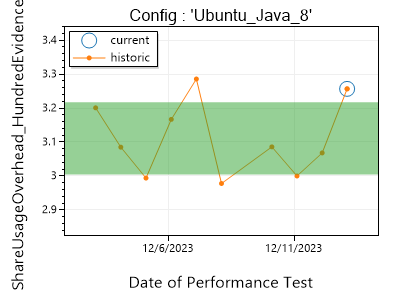 Config : 'Ubuntu_Java_8'
ShareUsageOverhead_HundredEvidence
current
historic
3.4
3.3
3.2
3.1
3
2.9
12/6/2023
12/11/2023
Date of Performance Test